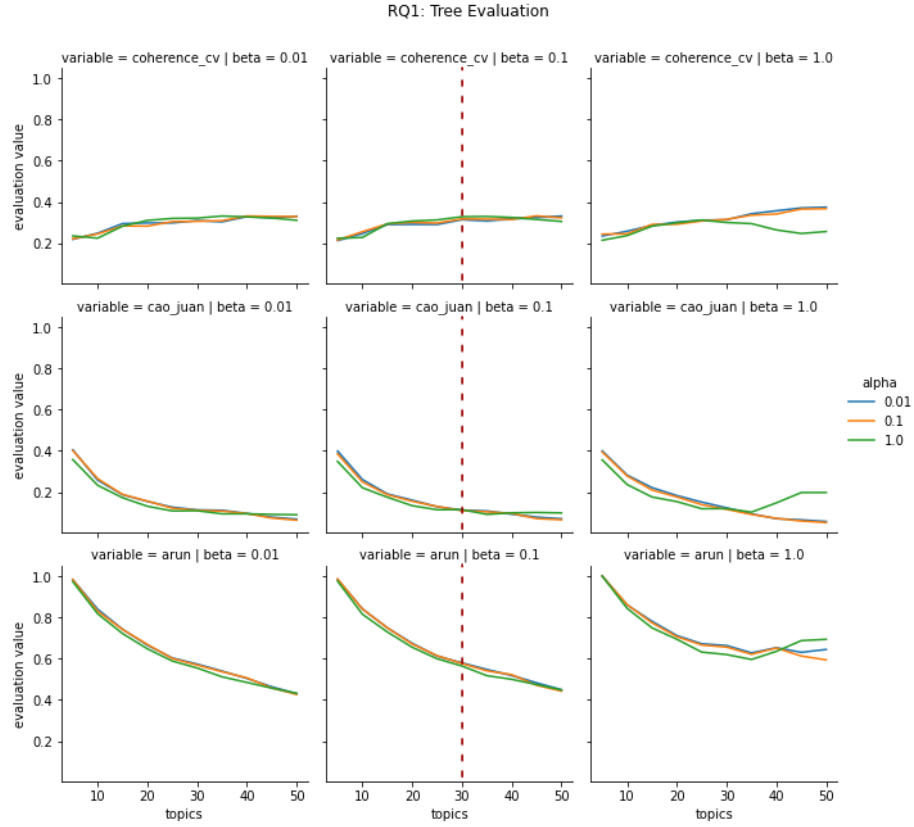 RQ1: Tree Evaluation
variable = coherence_cv | beta = 0.01
variable = coherence_cv | beta = 0.1
variable = coherence_cv | beta = 1.0
1.0
0.8
0.6
0.4
0.2
evaluation value
variable = cao_juan | beta = 0.01
variable = cao_juan | beta = 0.1
variable = cao_juan | beta = 1.0
1.0
0.8
0.6
0.4
0.2
evaluation value
alpha
0.01
0.1
1.0
variable = arun | beta = 0.01
variable = arun | beta = 0.1
variable = arun | beta = 1.0
1.0
0.8
0.6
0.4
0.2
evaluation value
10 20 30 40 50
10 20 30 40 50
10 20 30 40 50
topics
topics
topics